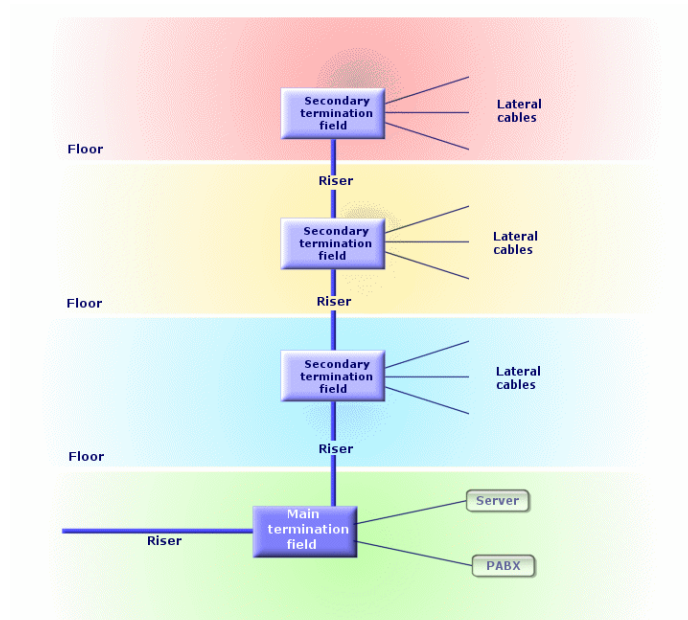 Secondary
termination
field
Lateral
cables
Floor
Riser
Secondary
termination
field
Lateral
cables
Floor
Riser
Secondary
termination
field
Lateral
cables
Floor
Riser
Main
termination
field
Server
Riser
PABX